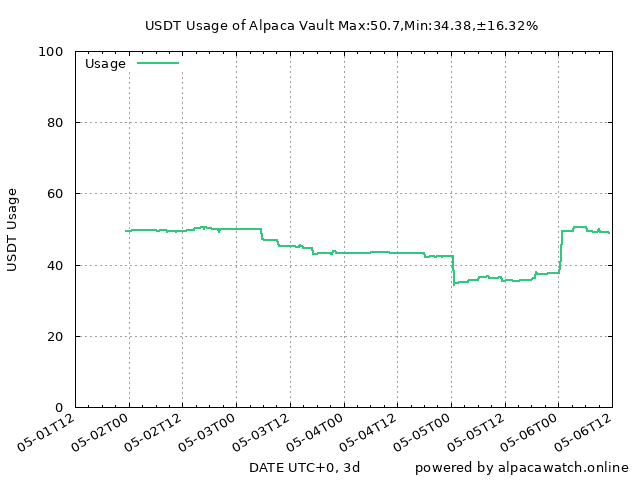 USDT Usage of Alpaca Vault Max:50.7,Min:34.38,±16.32%
100
Usage
80
60
40
20
0
USDT Usage
05-01T12
05-02T00
05-02T12
05-03T00
05-03T12
05-04T00
05-04T12
05-05T00
05-05T12
05-06T00
05-06T12
DATE UTC+0, 3d
powered by alpacawatch.online